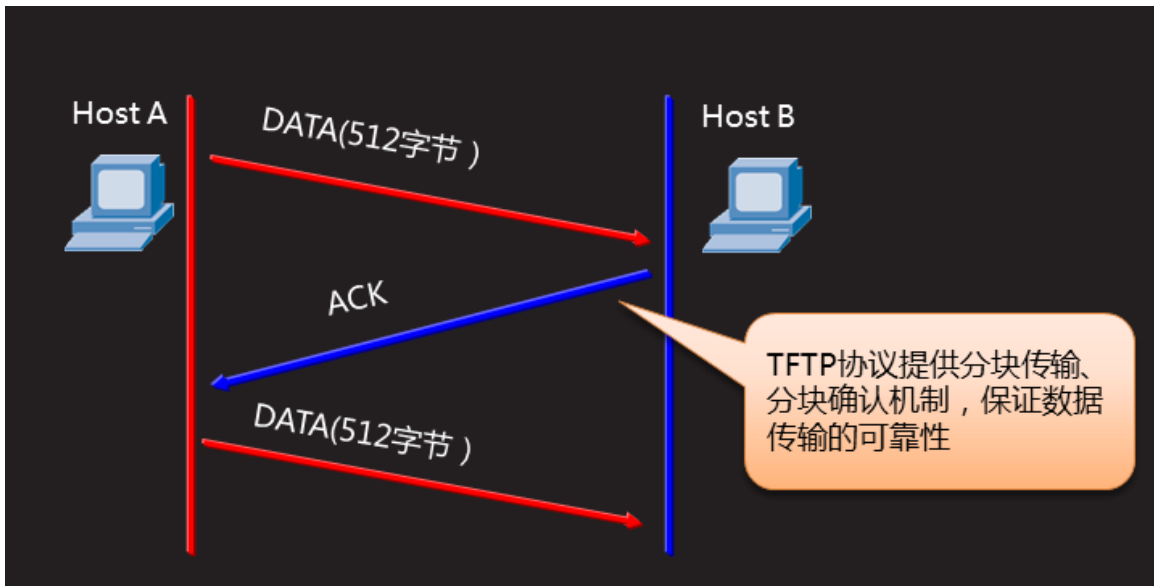 Host A
DATA(512字节）
Host B
ACK
TFTP协议提供分块传输、
分块确认机制，保证数据
传输的可靠性
DATA(512字节）